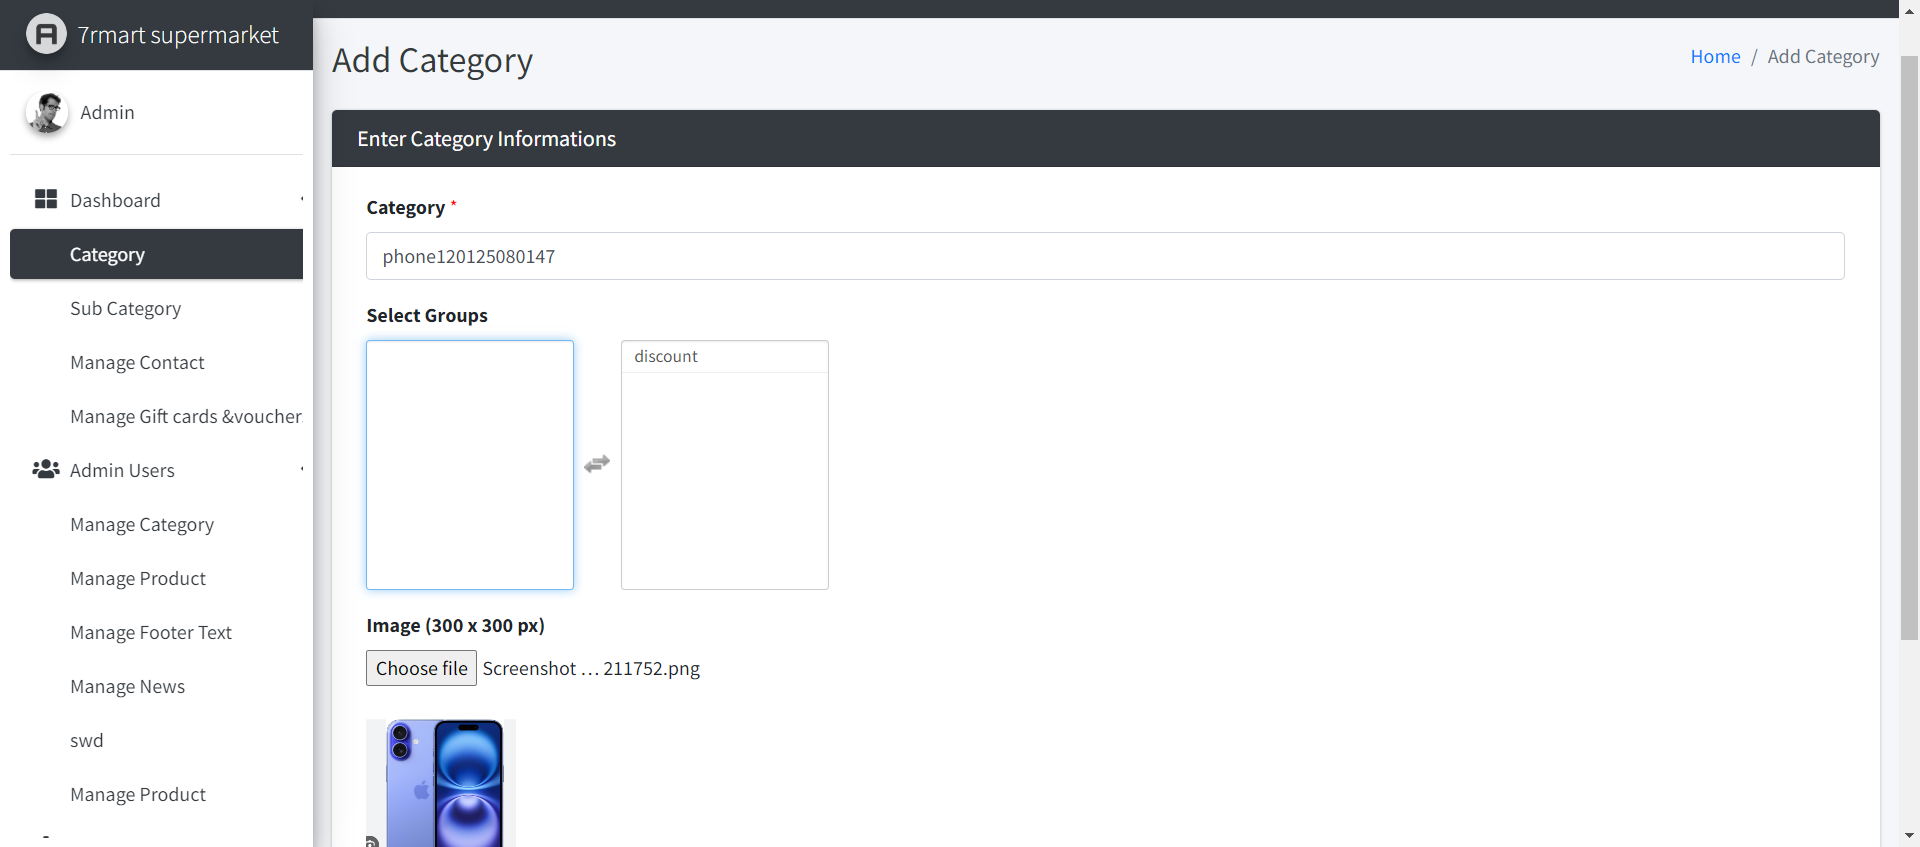 7rmart supermarket
Admin
Dashboard
Category
Sub Category
Manage Contact
Manage Gift cards &voucher
Admin Users
Manage Category
Manage Product
Manage Footer Text
Manage News
swd
Manage Product
Add Category
Home / Add Category
Enter Category Informations
Category *
phone120125080147
Select Groups
discount
Image (300 x 300 px)
Choose file Screenshot … 211752.png